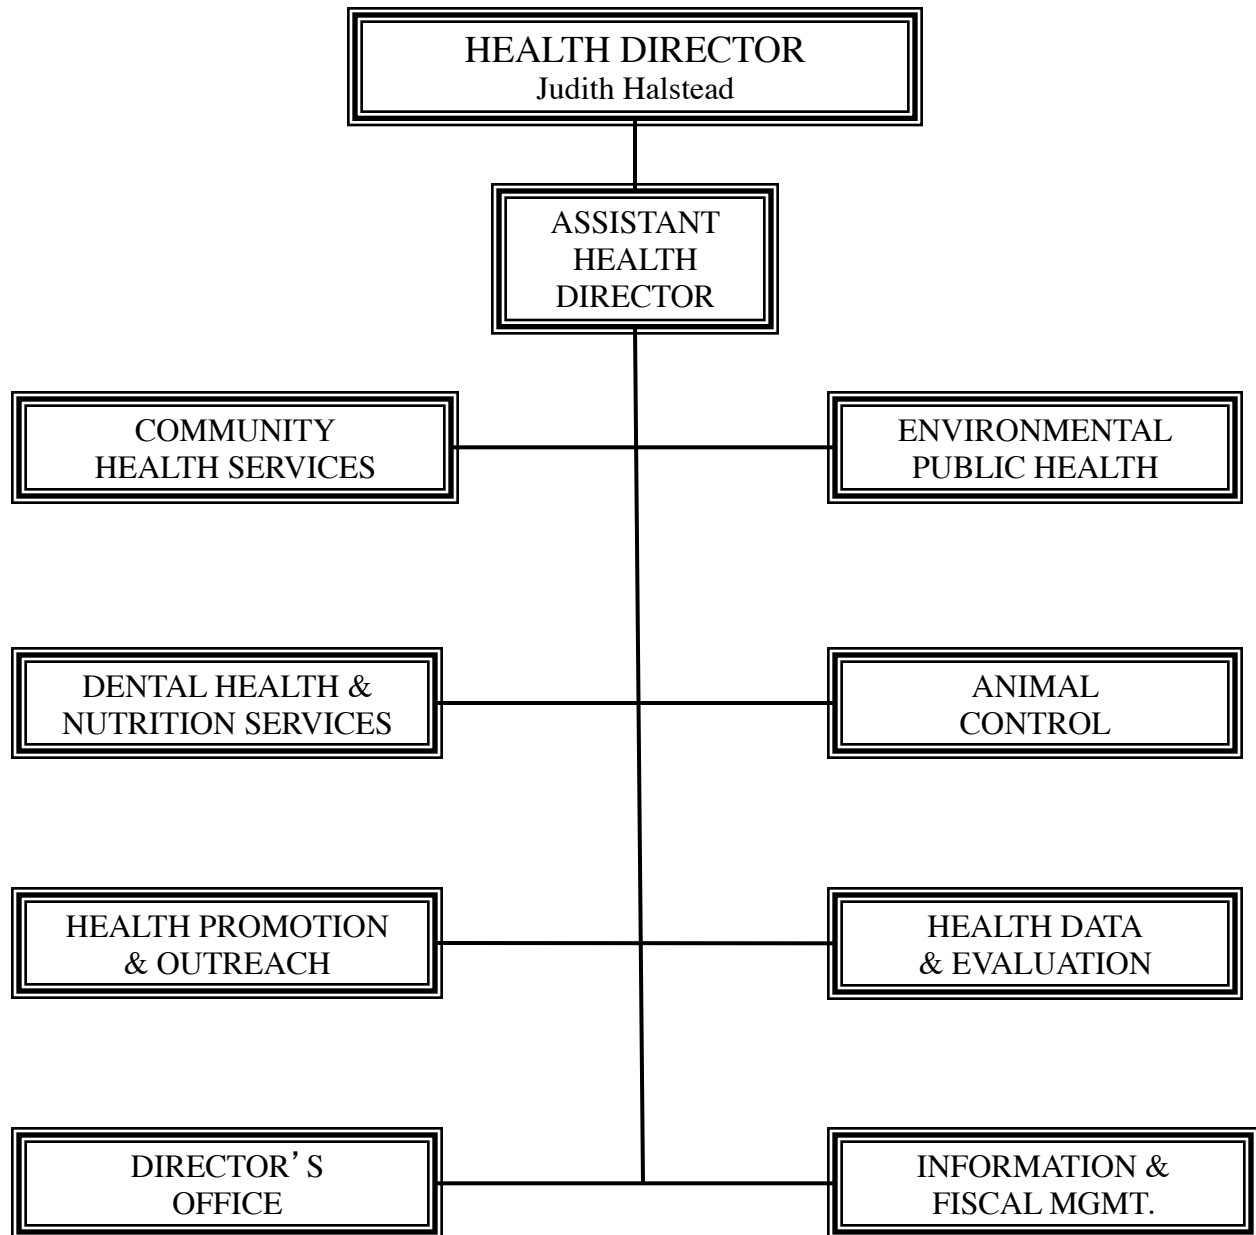 HEALTH DIRECTOR
Judith Halstead
ASSISTANT
HEALTH
DIRECTOR
COMMUNITY
HEALTH SERVICES
ENVIRONMENTAL
PUBLIC HEALTH
DENTAL HEALTH &
NUTRITION SERVICES
ANIMAL
CONTROL
HEALTH PROMOTION
& OUTREACH
HEALTH DATA
& EVALUATION
DIRECTOR’S
OFFICE
INFORMATION &
FISCAL MGMT.